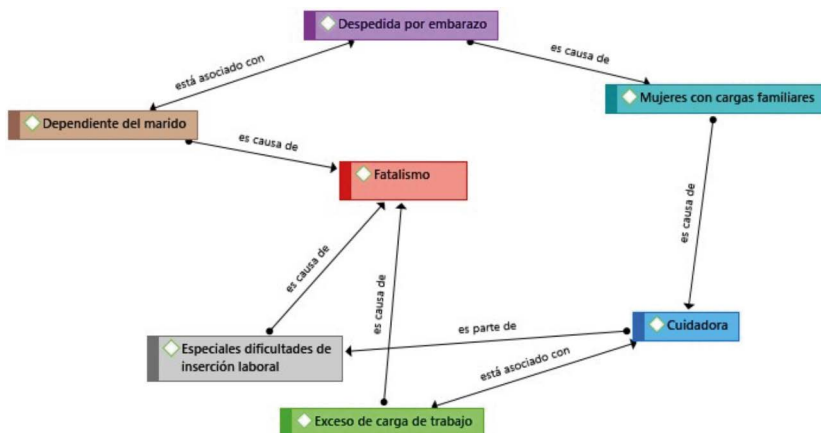 Despedida por embarazo
está asociado con
es causa de
Mujeres con cargas familiares
Dependiente del marido
es causa de
Fatalismo
es causa de
es causa de
es causa de
Cuidadora
es parte de
Especiales dificultades de
inserción laboral
está asociado con
Exceso de carga de trabajo